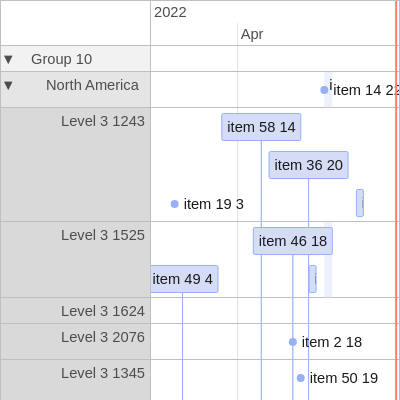 2022
Apr
▼ Group 10
▼ North America
item 14 22
Level 3 1243
item 58 14
item 36 20
item 19 3
Level 3 1525
item 46 18
item 49 4
Level 3 1624
Level 3 2076
item 2 18
Level 3 1345
item 50 19